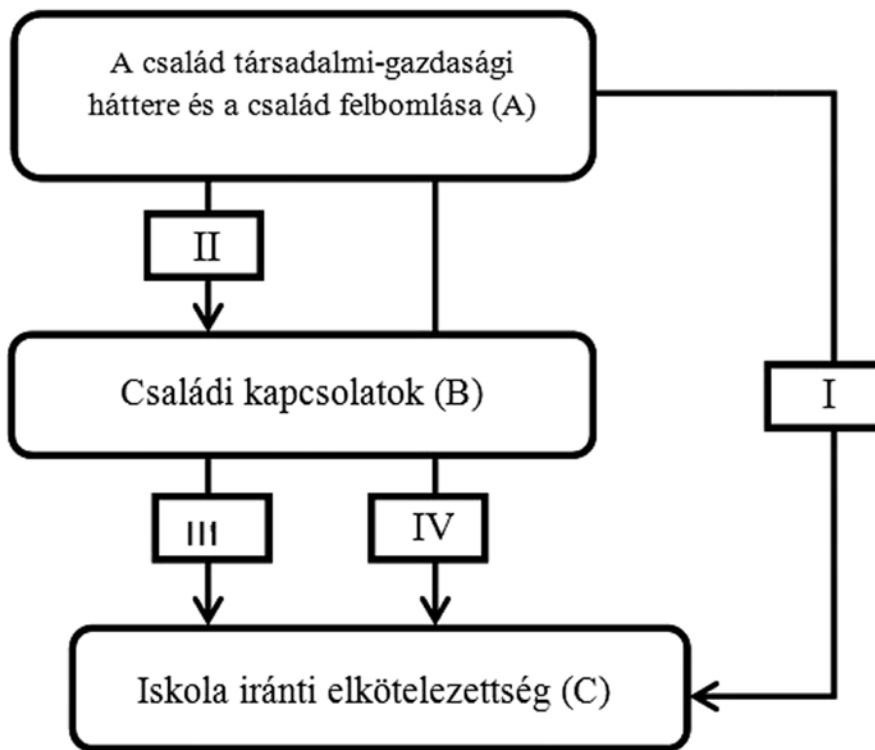 A család társadalmi-gazdasági
háttere és a család felbomlása (A)
II
Családi kapcsolatok (B)
I
III
IV
Iskola iránti elkötelezettség (C)